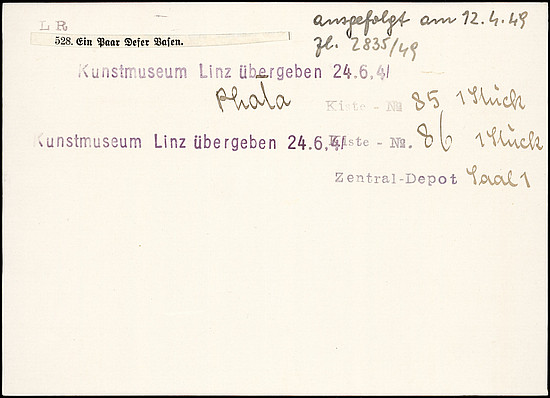 L R
ausgefolgt am 12.4.49
528. Ein Paar Deser Vasen.
Zl. 2835/49
Kunstmuseum Linz übergeben 24.6.41
Kiste - No 85 1 Stück
Kunstmuseum Linz übergeben 24.6.41
Kiste - No. 86 1 Stück
Zentral-Depot Saal 1